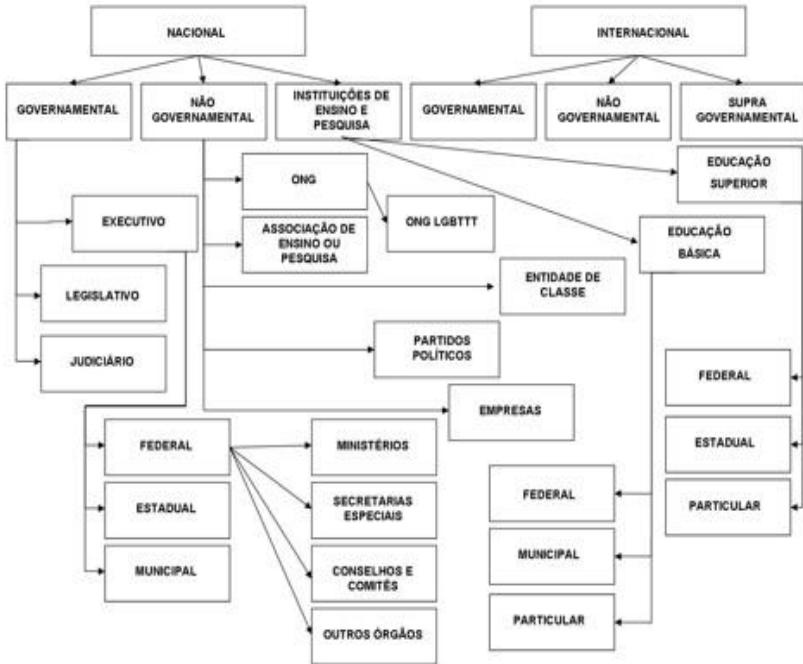 NACIONAL
INTERNACIONAL
GOVERNAMENTAL
NÃO
GOVERNAMENTAL
INSTITUIÇÕES DE
ENSINO E
PESQUISA
GOVERNAMENTAL
NÃO
GOVERNAMENTAL
SUPRA
GOVERNAMENTAL
EDUCAÇÃO
SUPERIOR
ONG
EXECUTIVO
ONG LGBTTT
ASSOCIAÇÃO DE
ENSINO OU
PESQUISA
EDUCAÇÃO
BÁSICA
ENTIDADE DE
CLASSE
LEGISLATIVO
PARTIDOS
POLÍTICOS
JUDICIÁRIO
FEDERAL
EMPRESAS
FEDERAL
MINISTÉRIOS
ESTADUAL
FEDERAL
SECRETARIAS
ESPECIAIS
ESTADUAL
PARTICULAR
MUNICIPAL
MUNICIPAL
CONSELHOS E
COMITÊS
PARTICULAR
OUTROS ÓRGÃOS